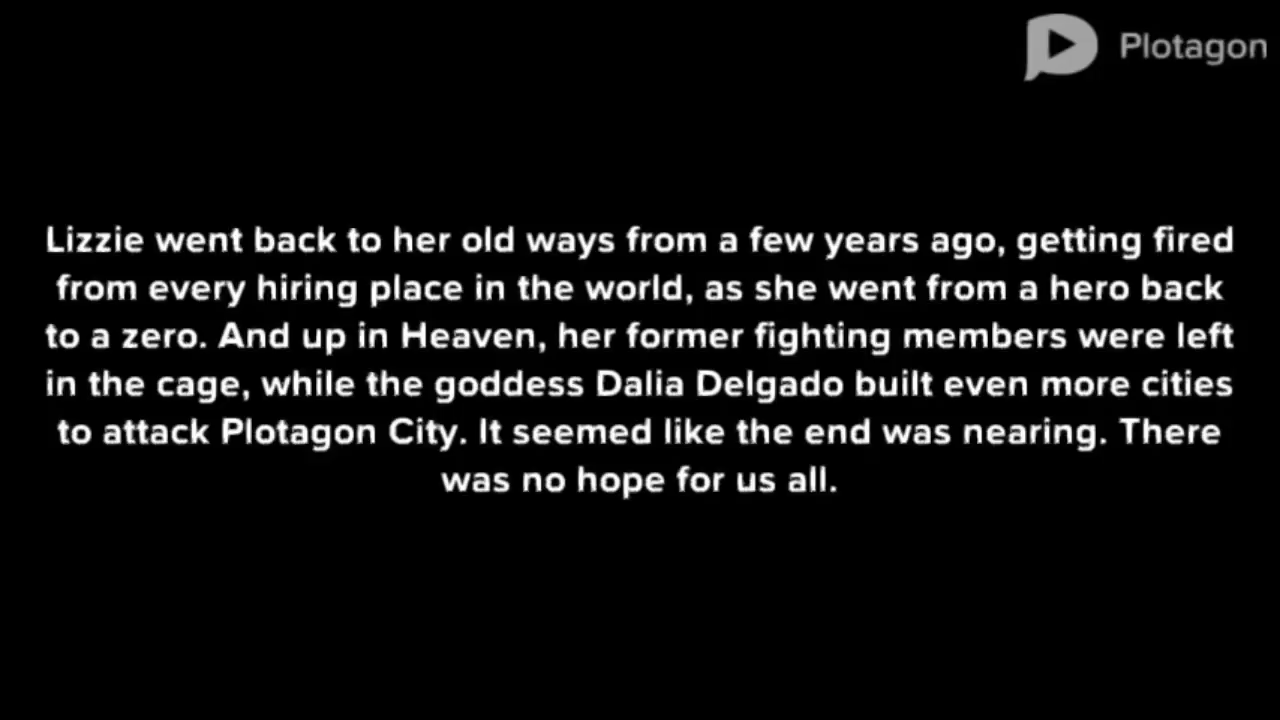 Plotagon
Lizzie went back to her old ways from a few years ago, getting fired
from every hiring place in the world, as she went from a hero back
to a zero. And up in Heaven, her former fighting members were left
in the cage, while the goddess Dalia Delgado built even more cities
to attack Plotagon City. It seemed like the end was nearing. There
was no hope for us all.